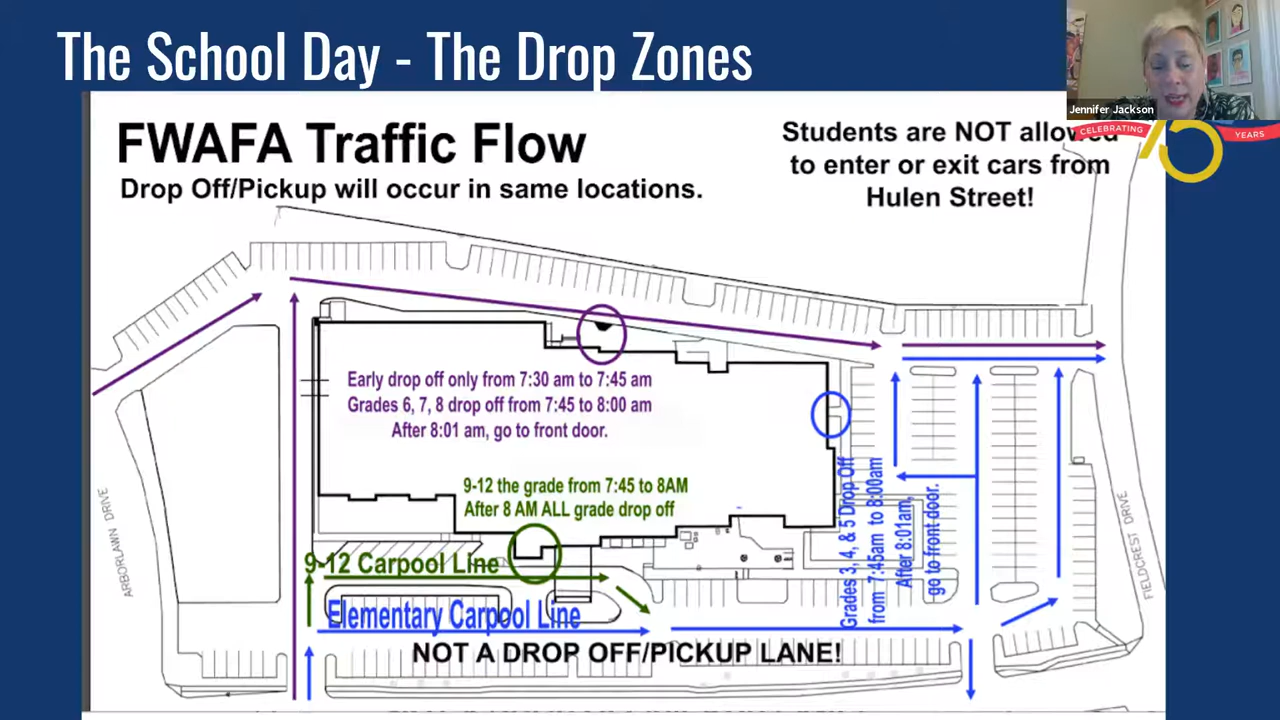 The School Day - The Drop Zones
Jennifer Jackson
CELEBRATING 75 YEARS
FWAFA Traffic Flow
Drop Off/Pickup will occur in same locations.
Students are NOT allowed
to enter or exit cars from
Hulen Street!
Early drop off only from 7:30 am to 7:45 am
Grades 6, 7, 8 drop off from 7:45 to 8:00 am
After 8:01 am, go to front door.
9-12 the grade from 7:45 to 8AM
After 8 AM ALL grade drop off
Grades 3, 4, & 5 Drop Off
from 7:45am to 8:00am
After 8:01am,
go to front door.
ARBORLAWN DRIVE
FIELDCREST DRIVE
9-12 Carpool Line
Elementary Carpool Line
NOT A DROP OFF/PICKUP LANE!